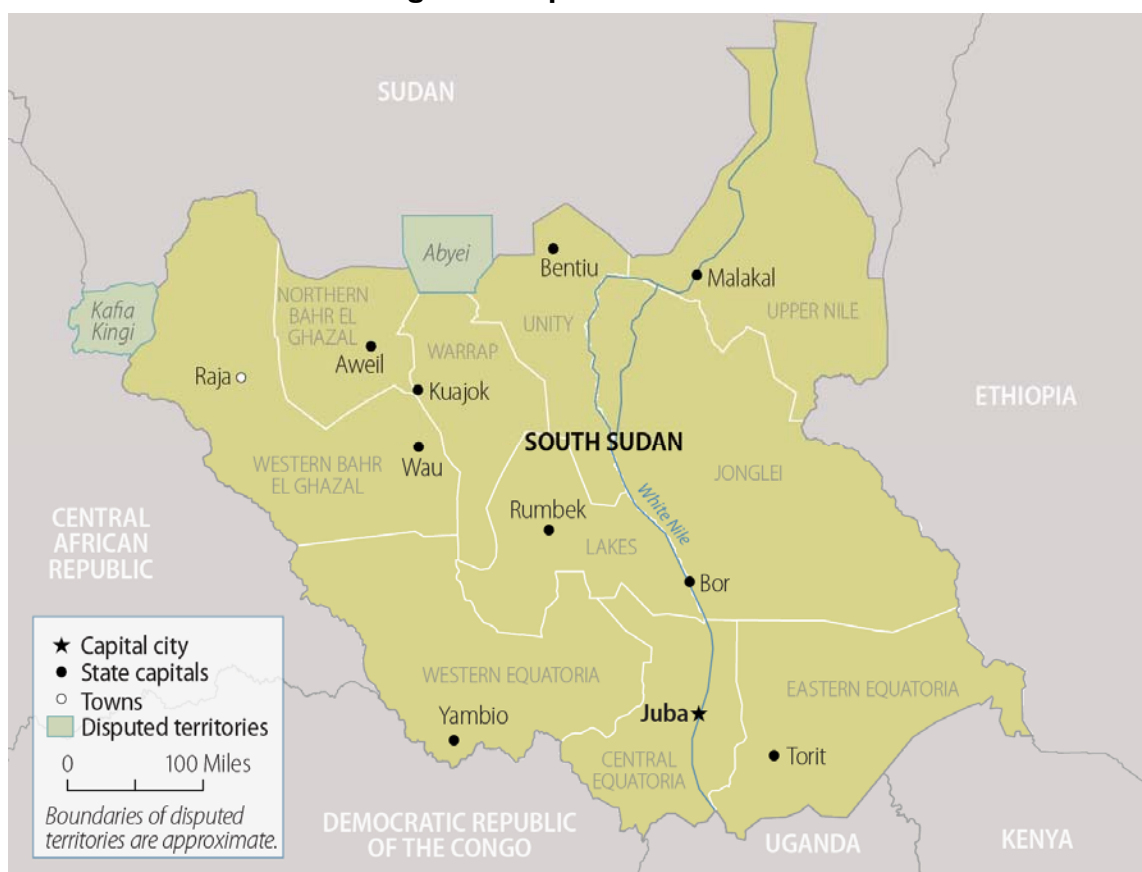 SUDAN
Abyei
Bentiu
Malakal
Kafia
Kingi
NORTHERN
BAHR EL
GHAZAL
UNITY
UPPER NILE
Aweil
WARRAP
Raja
Kuajok
ETHIOPIA
SOUTH SUDAN
Wau
WESTERN BAHR
EL GHAZAL
JONGLEI
White Nile
Rumbek
LAKES
CENTRAL
AFRICAN
REPUBLIC
Bor
Capital city
State capitals
Towns
Disputed territories
0 100 Miles
Boundaries of disputed
territories are approximate.
WESTERN EQUATORIA
EASTERN EQUATORIA
Yambio
Juba
Torit
CENTRAL
EQUATORIA
DEMOCRATIC REPUBLIC
OF THE CONGO
UGANDA
KENYA